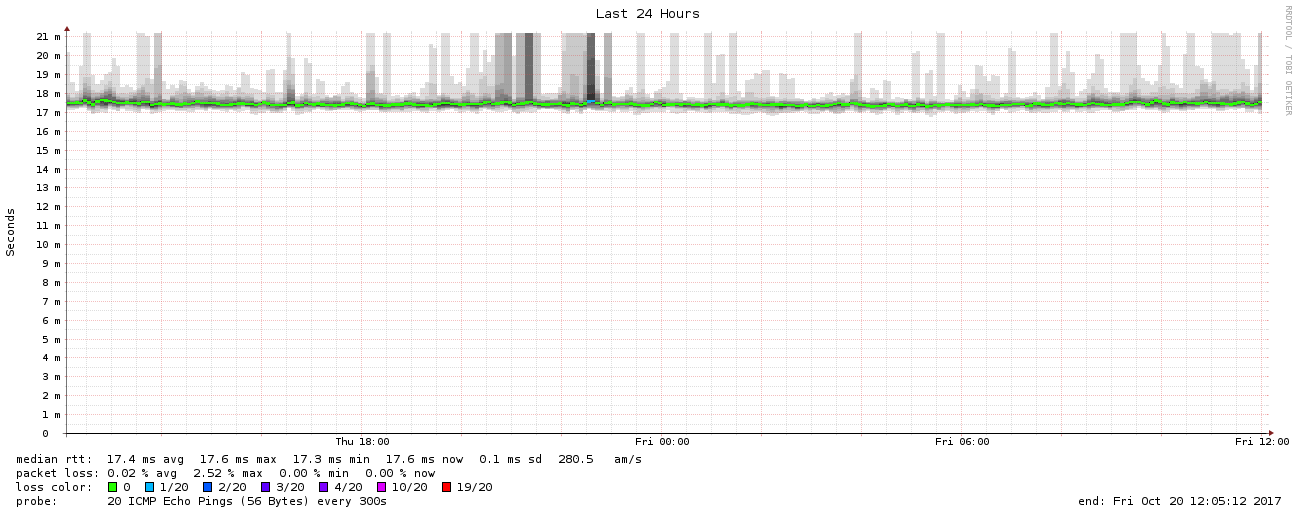 Last 24 Hours
RRDTOOL / TOBI OETIKER
Seconds
21 m
20 m
19 m
18 m
17 m
16 m
15 m
14 m
13 m
12 m
11 m
10 m
9 m
8 m
7 m
6 m
5 m
4 m
3 m
2 m
1 m
0
Thu 18:00 Fri 00:00 Fri 06:00 Fri 12:00
median rtt: 17.4 ms avg 17.6 ms max 17.3 ms min 17.6 ms now 0.1 ms sd 280.5 am/s
packet loss: 0.02 % avg 2.52 % max 0.00 % min 0.00 % now
loss color: 0 1/20 2/20 3/20 4/20 10/20 19/20
probe: 20 ICMP Echo Pings (56 Bytes) every 300s end: Fri Oct 20 12:05:12 2017